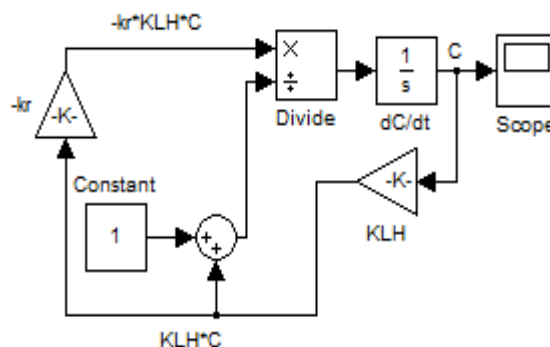 -kr*KLH*C
-kr
-K-
×
÷
Divide
1
s
dC/dt
C
Scope
Constant
1
+
+
-K-
KLH
KLH*C